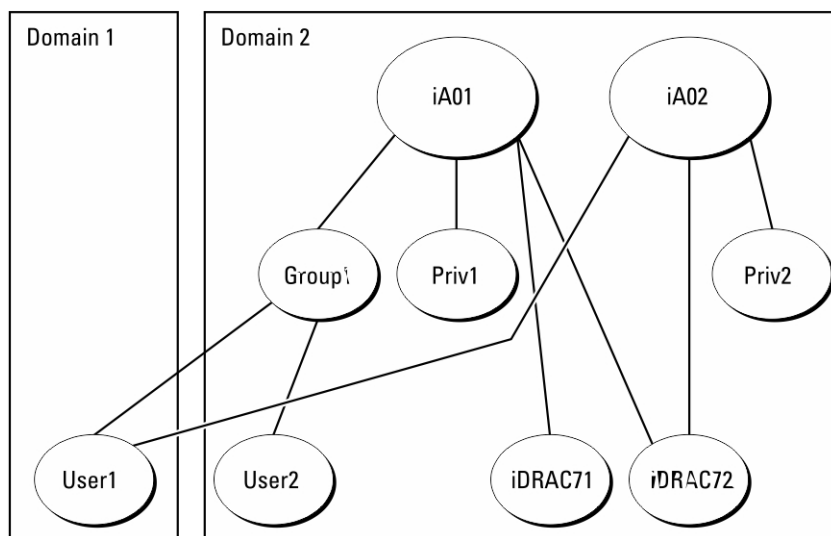 Domain 1
Domain 2
iA01
iA02
Group1
Priv1
Priv2
User1
User2
iDRAC71
iDRAC72